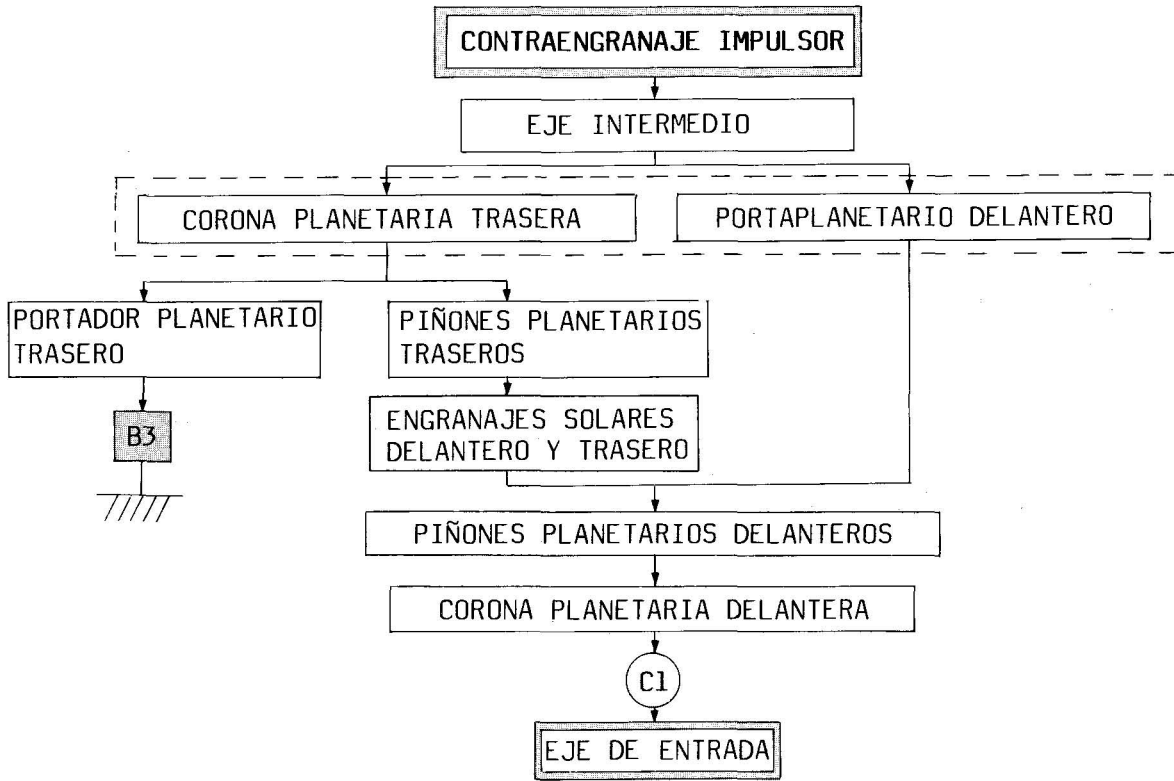 CONTRAENGRANAJE IMPULSOR
EJE INTERMEDIO
CORONA PLANETARIA TRASERA
PORTAPLANETARIO DELANTERO
PORTADOR PLANETARIO
TRASERO
PIÑONES PLANETARIOS
TRASEROS
B3
ENGRANAJES SOLARES
DELANTERO Y TRASERO
PIÑONES PLANETARIOS DELANTEROS
CORONA PLANETARIA DELANTERA
C1
EJE DE ENTRADA